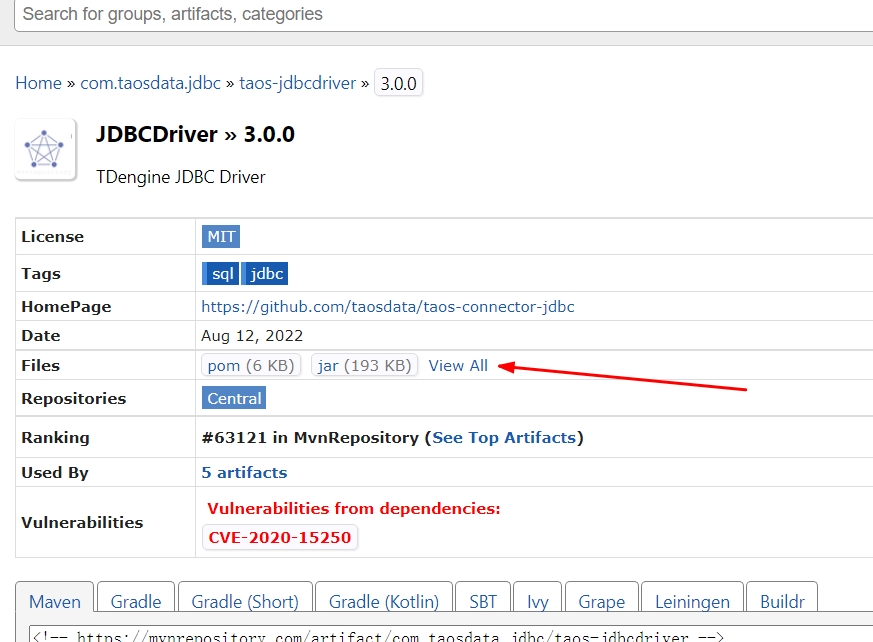 Search for groups, artifacts, categories
Home » com.taosdata.jdbc » taos-jdbcdriver » 3.0.0
JDBCDriver » 3.0.0
TDengine JDBC Driver
License MIT
Tags sql jdbc
HomePage https://github.com/taosdata/taos-connector-jdbc
Date Aug 12, 2022
Files pom (6 KB) jar (193 KB) View All
Repositories Central
Ranking #63121 in MvnRepository (See Top Artifacts)
Used By 5 artifacts
Vulnerabilities Vulnerabilities from dependencies:
CVE-2020-15250
Maven Gradle Gradle (Short) Gradle (Kotlin) SBT Ivy Grape Leiningen Buildr
<!-- https://mvnrepository.com/artifact/com.taosdata.jdbc/taos-jdbcdriver -->